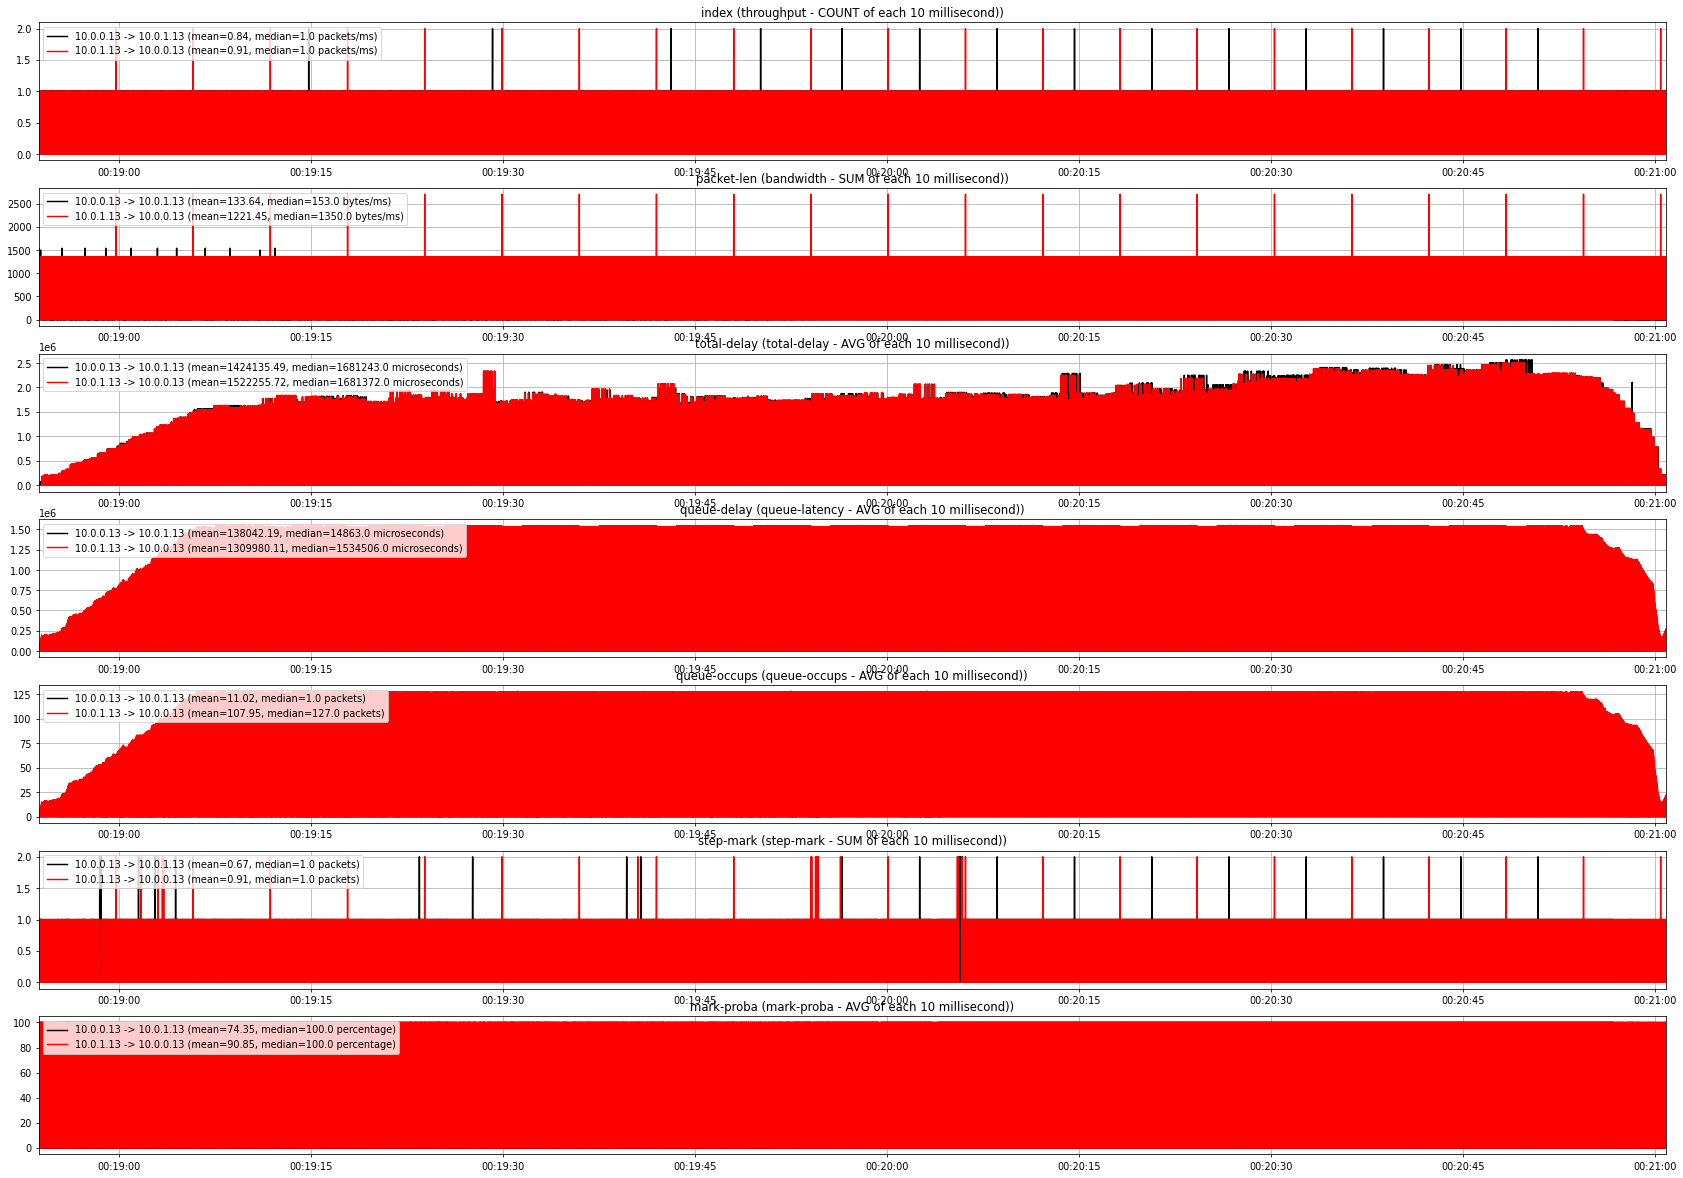 index (throughput - COUNT of each 10 millisecond))
2.0
10.0.0.13 -> 10.0.1.13 (mean=0.84, median=1.0 packets/ms)
10.0.1.13 -> 10.0.0.13 (mean=0.91, median=1.0 packets/ms)
1.5
1.0
0.5
0.0
00:19:00 00:19:15 00:19:30 00:19:45 00:20:00 00:20:15 00:20:30 00:20:45 00:21:00
packet-len (bandwidth - SUM of each 10 millisecond))
10.0.0.13 -> 10.0.1.13 (mean=133.64, median=153.0 bytes/ms)
2500
10.0.1.13 -> 10.0.0.13 (mean=1221.45, median=1350.0 bytes/ms)
2000
1500
1000
500
0
00:19:00 00:19:15 00:19:30 00:19:45 00:20:00 00:20:15 00:20:30 00:20:45 00:21:00
total-delay (total-delay - AVG of each 10 millisecond))
1e6
2.5
10.0.0.13 -> 10.0.1.13 (mean=1424135.49, median=1681243.0 microseconds)
10.0.1.13 -> 10.0.0.13 (mean=1522255.72, median=1681372.0 microseconds)
2.0
1.5
1.0
0.5
0.0
00:19:00 00:19:15 00:19:30 00:19:45 00:20:00 00:20:15 00:20:30 00:20:45 00:21:00
queue-delay (queue-latency - AVG of each 10 millisecond))
1e6
1.50
10.0.0.13 -> 10.0.1.13 (mean=138042.19, median=14863.0 microseconds)
10.0.1.13 -> 10.0.0.13 (mean=1309980.11, median=1534506.0 microseconds)
1.25
1.00
0.75
0.50
0.25
0.00
00:19:00 00:19:15 00:19:30 00:19:45 00:20:00 00:20:15 00:20:30 00:20:45 00:21:00
queue-occups (queue-occups - AVG of each 10 millisecond))
125
10.0.0.13 -> 10.0.1.13 (mean=11.02, median=1.0 packets)
10.0.1.13 -> 10.0.0.13 (mean=107.95, median=127.0 packets)
100
75
50
25
0
00:19:00 00:19:15 00:19:30 00:19:45 00:20:00 00:20:15 00:20:30 00:20:45 00:21:00
step-mark (step-mark - SUM of each 10 millisecond))
2.0
10.0.0.13 -> 10.0.1.13 (mean=0.67, median=1.0 packets)
10.0.1.13 -> 10.0.0.13 (mean=0.91, median=1.0 packets)
1.5
1.0
0.5
0.0
00:19:00 00:19:15 00:19:30 00:19:45 00:20:00 00:20:15 00:20:30 00:20:45 00:21:00
mark-proba (mark-proba - AVG of each 10 millisecond))
100
10.0.0.13 -> 10.0.1.13 (mean=74.35, median=100.0 percentage)
10.0.1.13 -> 10.0.0.13 (mean=90.85, median=100.0 percentage)
80
60
40
20
0
00:19:00 00:19:15 00:19:30 00:19:45 00:20:00 00:20:15 00:20:30 00:20:45 00:21:00